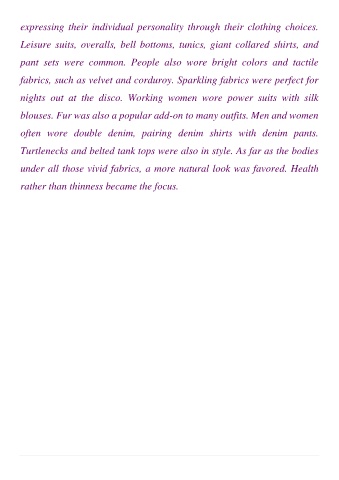 expressing their individual personality through their clothing choices.
Leisure suits, overalls, bell bottoms, tunics, giant collared shirts, and
pant sets were common. People also wore bright colors and tactile
fabrics, such as velvet and corduroy. Sparkling fabrics were perfect for
nights out at the disco. Working women wore power suits with silk
blouses. Fur was also a popular add-on to many outfits. Men and women
often wore double denim, pairing denim shirts with denim pants.
Turtlenecks and belted tank tops were also in style. As far as the bodies
under all those vivid fabrics, a more natural look was favored. Health
rather than thinness became the focus.